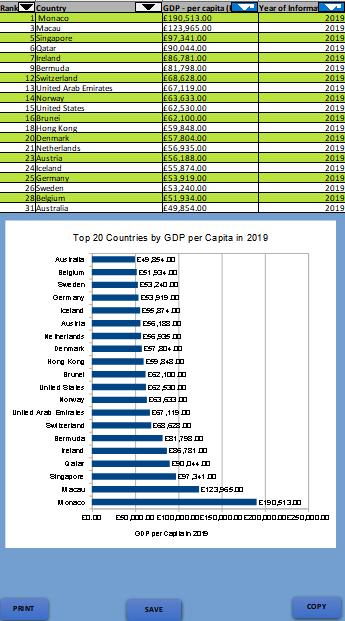 Rank Country GDP - per capita ( Year of Informat
1 Monaco £190,513.00 2019
3 Macau £123,965.00 2019
5 Singapore £97,341.00 2019
6 Qatar £90,044.00 2019
7 Ireland £86,781.00 2019
9 Bermuda £81,798.00 2019
12 Switzerland £68,628.00 2019
13 United Arab Emirates £67,119.00 2019
14 Norway £63,633.00 2019
15 United States £62,530.00 2019
16 Brunei £62,100.00 2019
18 Hong Kong £59,848.00 2019
20 Denmark £57,804.00 2019
21 Netherlands £56,935.00 2019
23 Austria £56,188.00 2019
24 Iceland £55,874.00 2019
25 Germany £53,919.00 2019
26 Sweden £53,240.00 2019
28 Belgium £51,934.00 2019
31 Australia £49,854.00 2019
Top 20 Countries by GDP per Capita in 2019
Australia £49,854.00
Belgium £51,934.00
Sweden £53,240.00
Germany £53,919.00
Iceland £55,874.00
Austria £56,188.00
Netherlands £56,935.00
Denmark £57,804.00
Hong Kong £59,848.00
Brunei £62,100.00
United States £62,530.00
Norway £63,633.00
United Arab Emirates £67,119.00
Switzerland £68,628.00
Bermuda £81,798.00
Ireland £86,781.00
Qatar £90,044.00
Singapore £97,341.00
Macau £123,965.00
Monaco £190,513.00
£0.00 £50,000.00 £100,000.00 £150,000.00 £200,000.00 £250,000.00
GDP per Capita in 2019
PRINT SAVE COPY